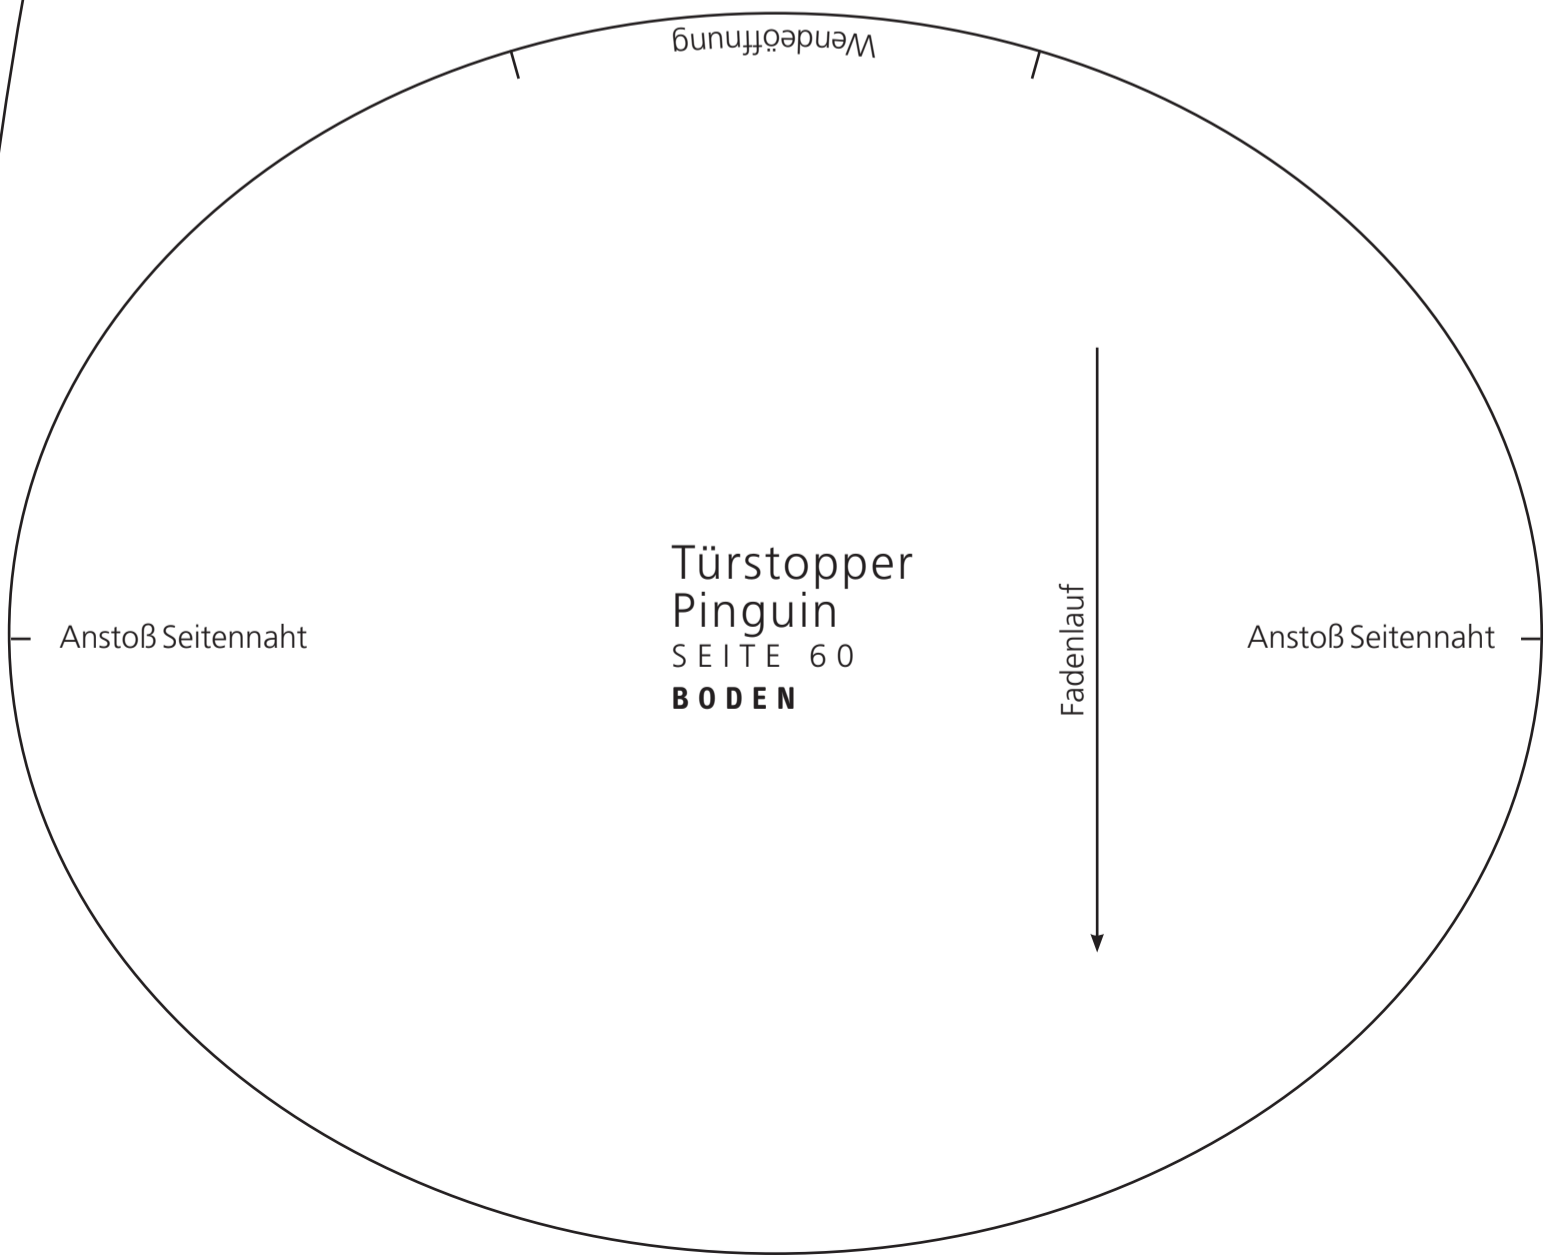 Wendeöffnung
Türstopper
Pinguin
SEITE 60
BODEN
Anstoß Seitennaht
Fadenlauf
Anstoß Seitennaht